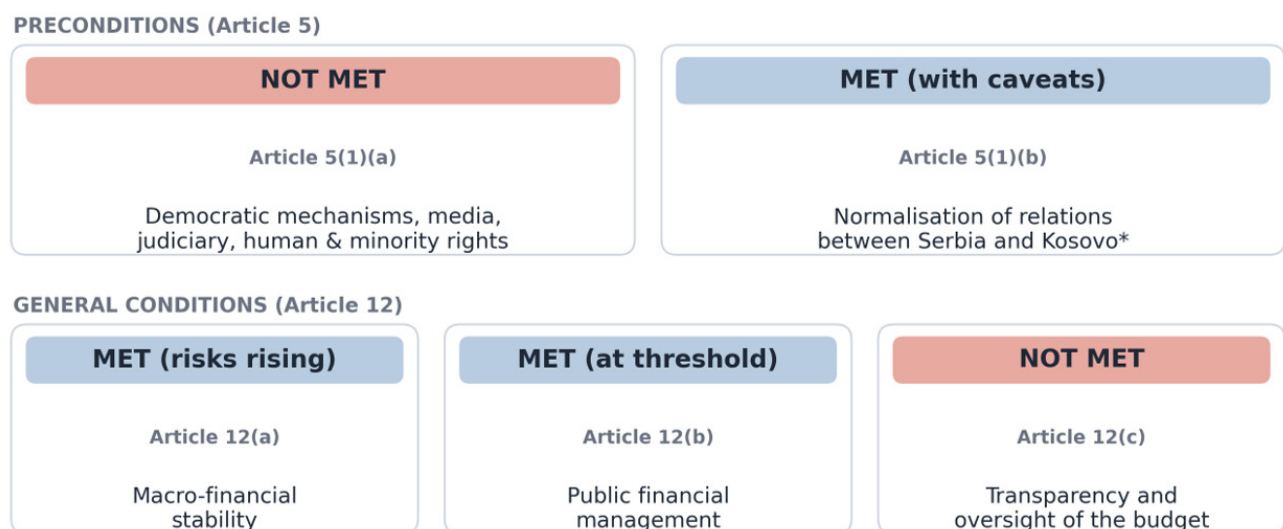 PRECONDITIONS (Article 5)
NOT MET
Article 5(1)(a)
Democratic mechanisms, media,
judiciary, human & minority rights
MET (with caveats)
Article 5(1)(b)
Normalisation of relations
between Serbia and Kosovo*
GENERAL CONDITIONS (Article 12)
MET (risks rising)
Article 12(a)
Macro-financial
stability
MET (at threshold)
Article 12(b)
Public financial
management
NOT MET
Article 12(c)
Transparency and
oversight of the budget